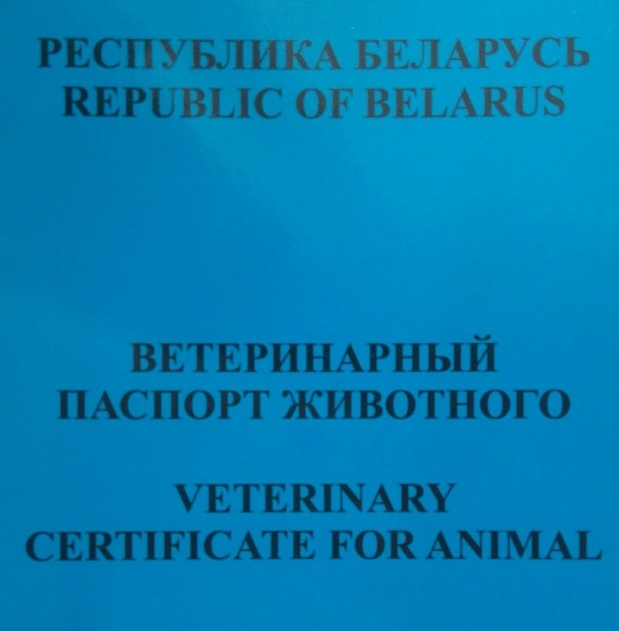 РЕСПУБЛИКА БЕЛАРУСЬ
REPUBLIC OF BELARUS
ВЕТЕРИНАРНЫЙ
ПАСПОРТ ЖИВОТНОГО
VETERINARY
CERTIFICATE FOR ANIMAL